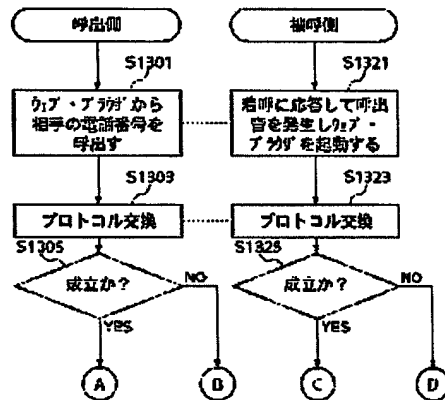 呼出側
被呼側
S1301
S1321
ウェブ・ブラウザから
相手の電話番号を
呼出す
着呼に応答して呼出
音を発生しウェブ・
ブラウザを起動する
S1303
S1323
プロトコル交換
プロトコル交換
S1305
S1325
成立か?
NO
成立か?
NO
YES
YES
A
B
C
D